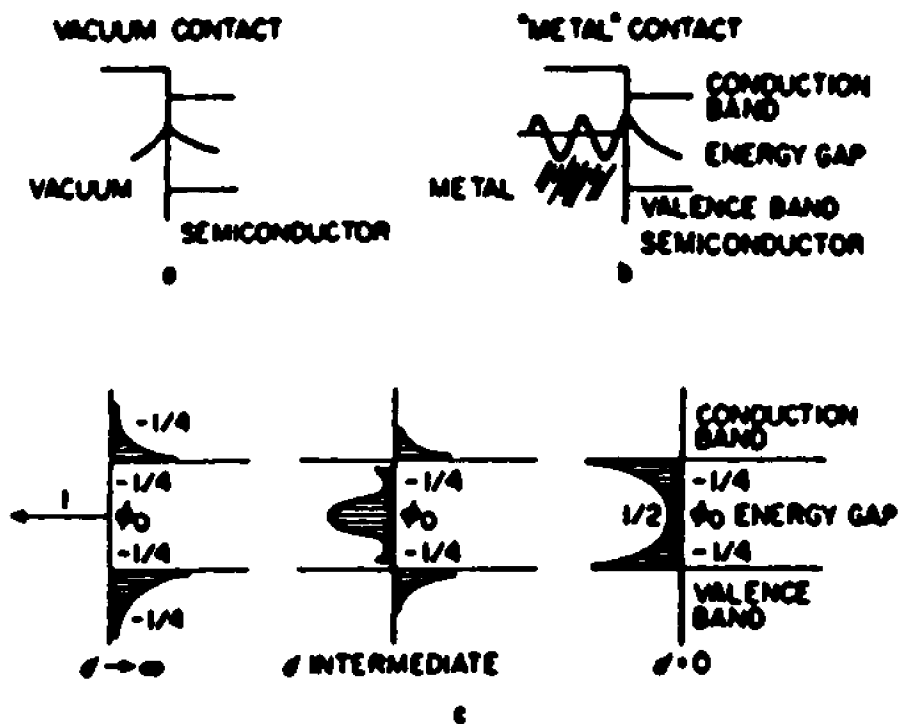 VACUUM CONTACT
"METAL" CONTACT
CONDUCTION
BAND
ENERGY GAP
VACUUM
METAL
VALENCE BAND
SEMICONDUCTOR
SEMICONDUCTOR
a
b
-1/4
-1/4
1
ϕ0
-1/4
-1/4
-1/4
ϕ0
-1/4
CONDUCTION
BAND
-1/4
1/2
ϕ0 ENERGY GAP
-1/4
VALENCE
BAND
d → ∞
d INTERMEDIATE
d = 0
c